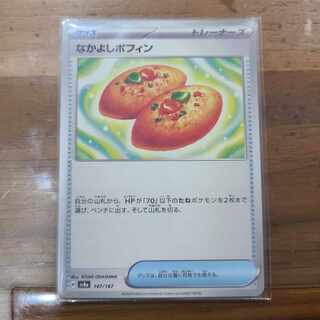 グッズ トレーナーズ
なかよしポフィン
自分の山札から、HPが「70」以下のたねポケモンを2枚まで
選び、ベンチに出す。そして山札を切る。
グッズは、自分の番に何枚でも使える。
147/187